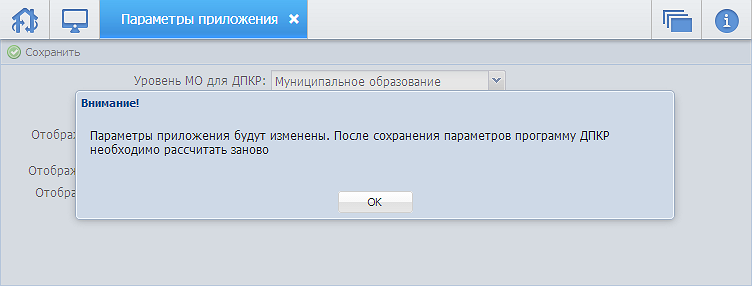 Параметры приложения
Сохранить
Уровень МО для ДПКР: Муниципальное образование
Внимание!
Параметры приложения будут изменены. После сохранения параметров программу ДПКР
необходимо рассчитать заново
Отображ
Отображ
Отобра
OK